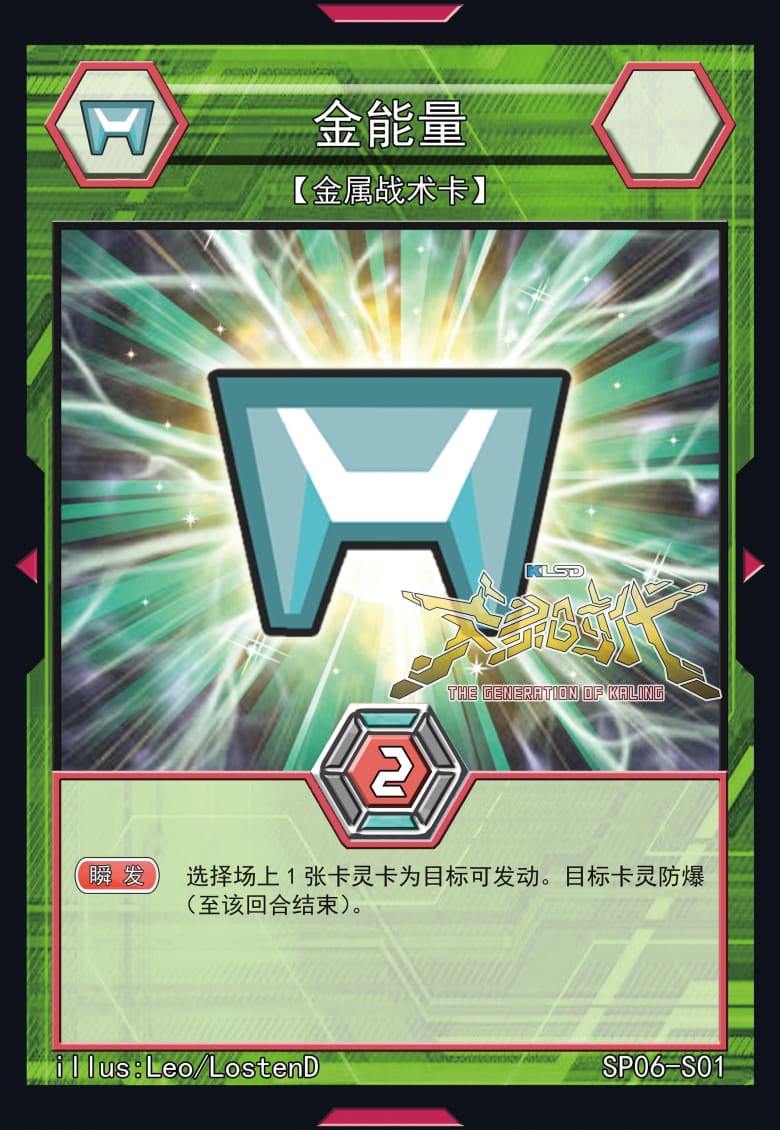 金能量
【金属战术卡】
KLSD
卡灵时代
THE GENERATION OF KALING
2
瞬发 选择场上1张卡灵卡为目标可发动。目标卡灵防爆
（至该回合结束）。
illus:Leo/LostenD
SP06-S01